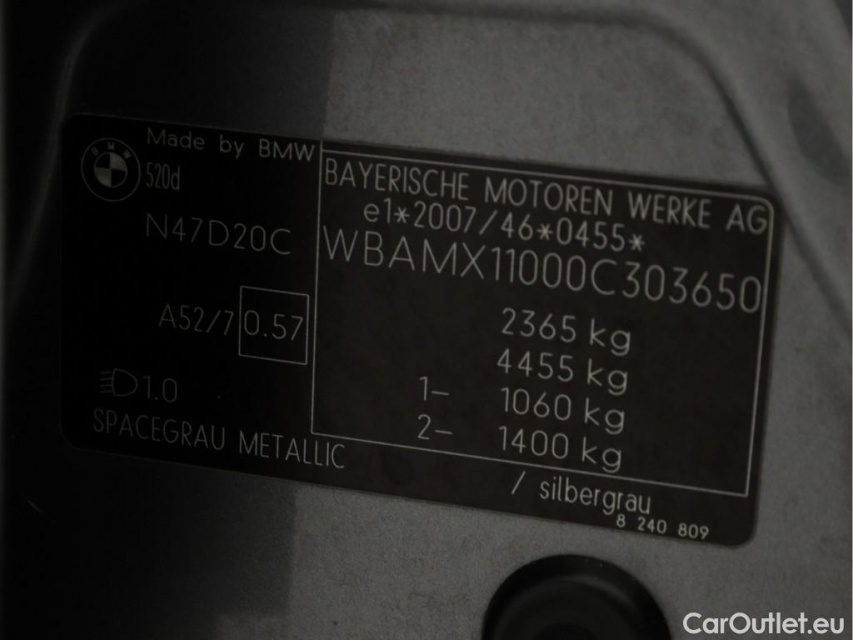 BMW
Made by BMW
520d
N47D20C
A52/7 0.57
1.0
SPACEGRAU METALLIC
BAYERISCHE MOTOREN WERKE AG
e1*2007/46*0455*
WBAMX11000C303650
2365 kg
4455 kg
1- 1060 kg
2- 1400 kg
/ silbergrau
8 240 809
CarOutlet.eu